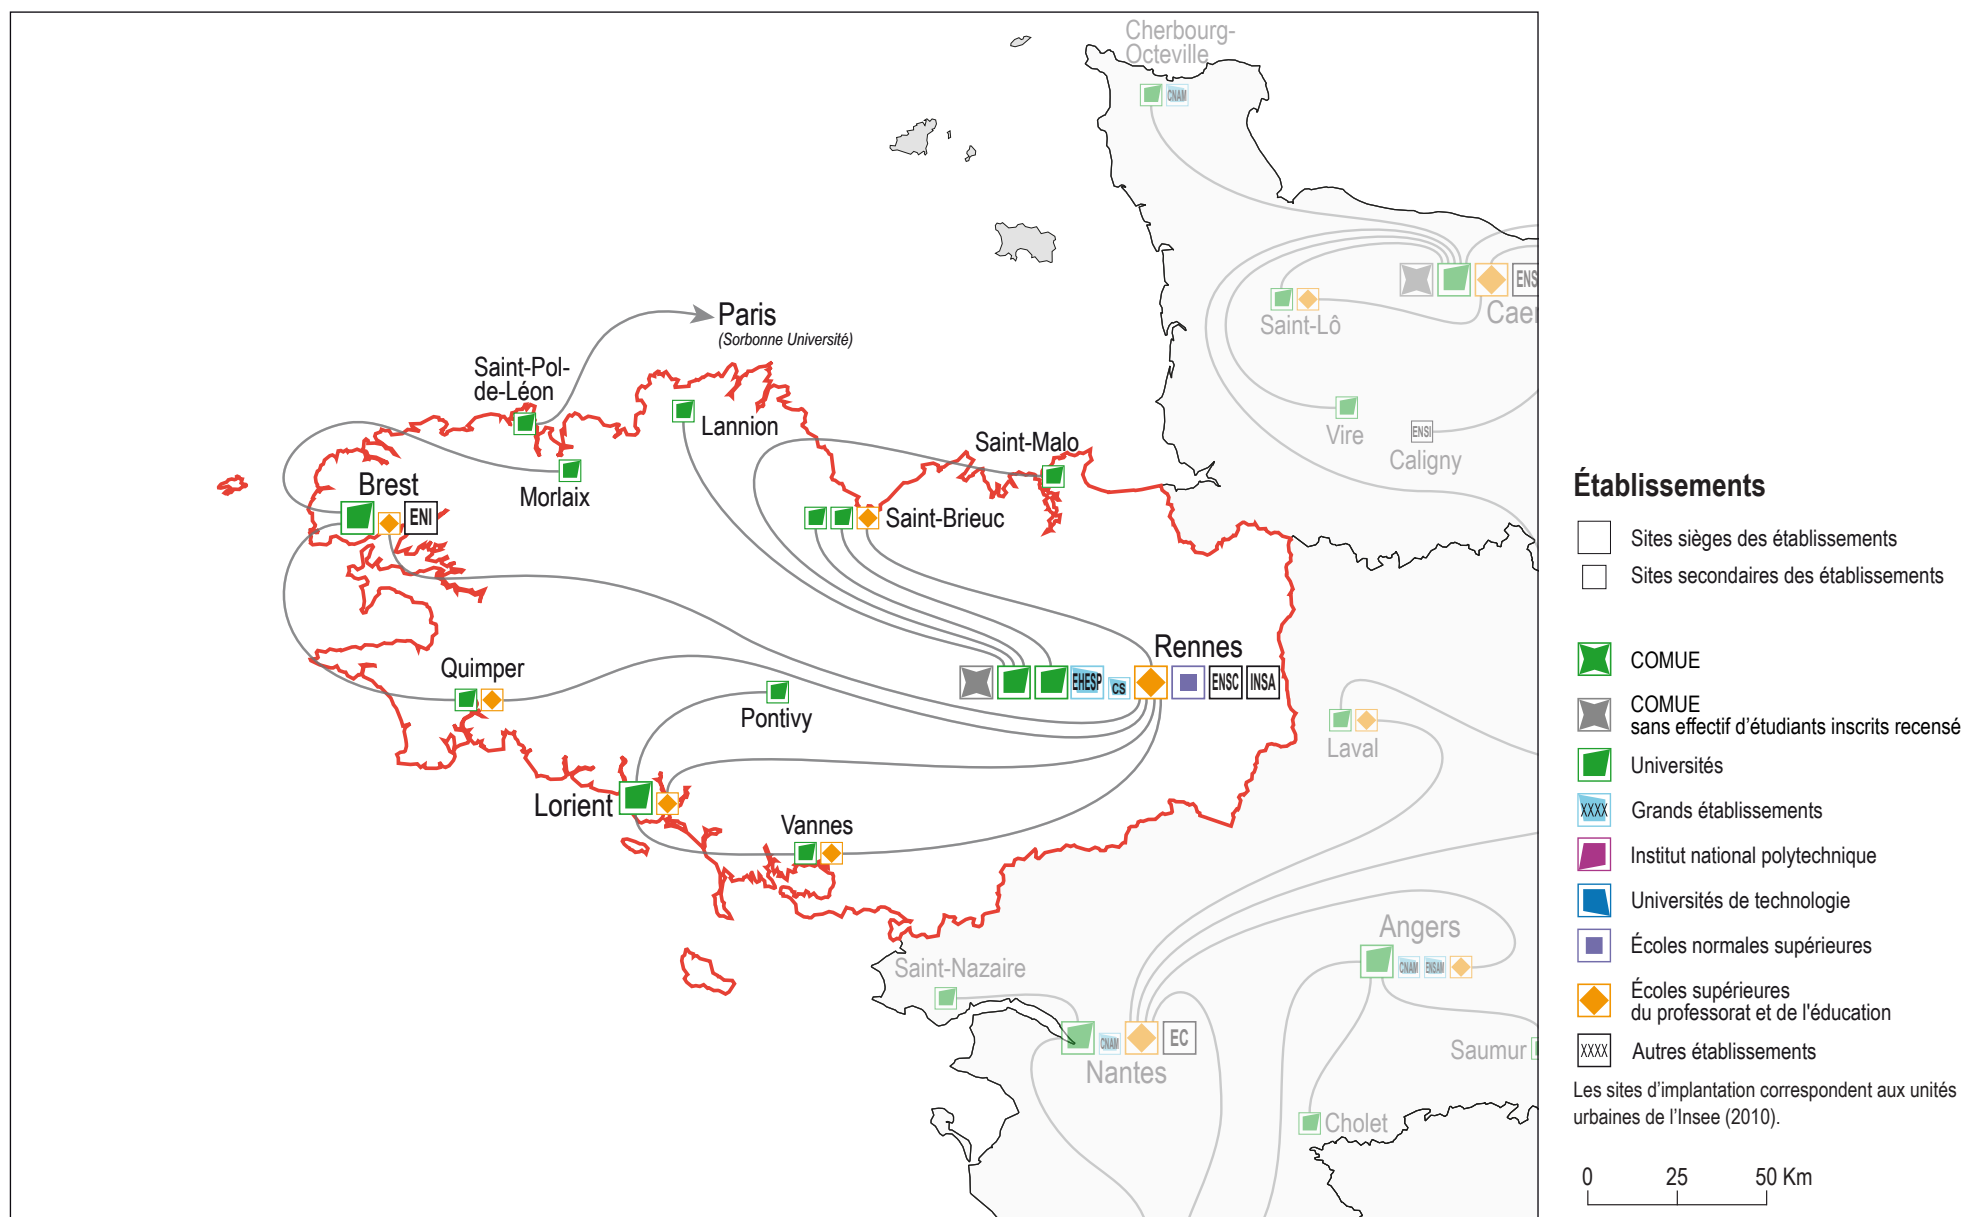 Cherbourg-
Octeville
CNAM
Saint-Lô
ENS
Caen
Vire
ENSI
Caligny
Paris
(Sorbonne Université)
Saint-Pol-
de-Léon
Lannion
Saint-Malo
Morlaix
Brest
ENI
Saint-Brieuc
Rennes
EHESP
CS
ENSC
INSA
Quimper
Pontivy
Lorient
Vannes
Laval
Angers
CNAM
ENSAM
Saint-Nazaire
CNAM
EC
Nantes
Saumur
Cholet
Établissements
Sites sièges des établissements
Sites secondaires des établissements
COMUE
COMUE
sans effectif d'étudiants inscrits recensé
Universités
XXXX
Grands établissements
Institut national polytechnique
Universités de technologie
Écoles normales supérieures
Écoles supérieures
du professorat et de l'éducation
XXXX
Autres établissements
Les sites d'implantation correspondent aux unités
urbaines de l'Insee (2010).
0 25 50 Km